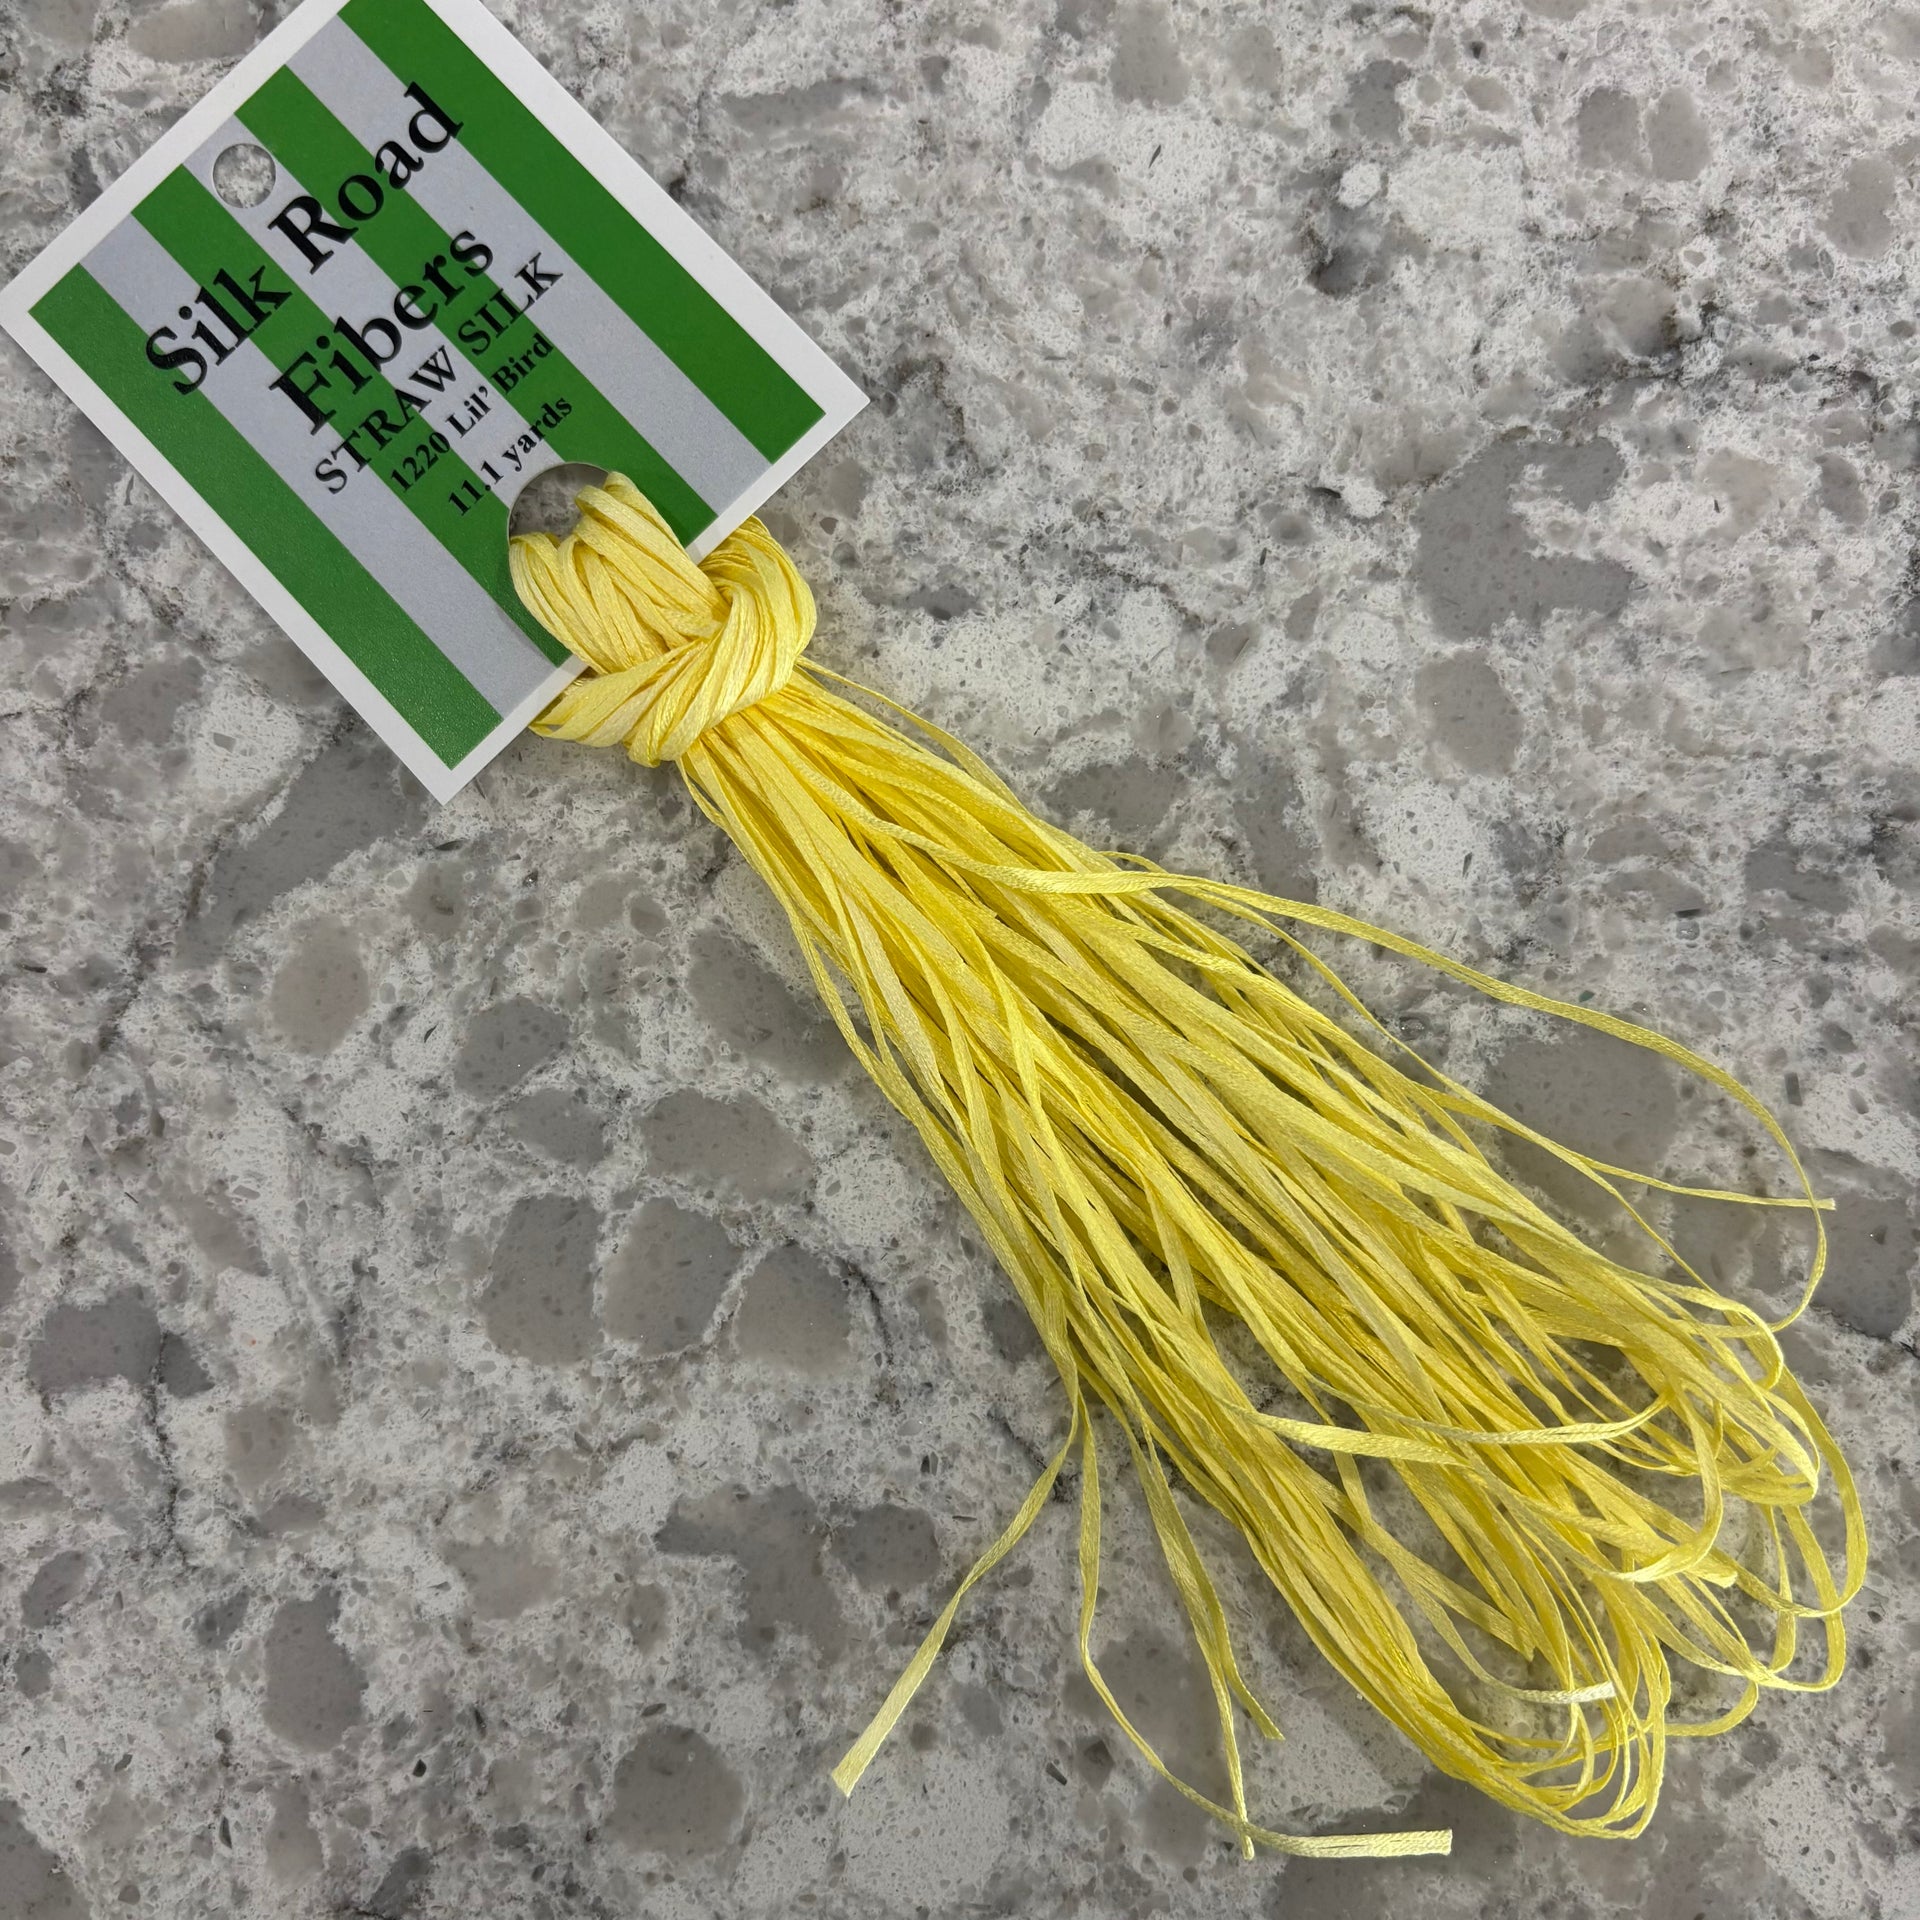 Silk Road
Fibers
STRAW SILK
1220 Lil' Bird
11.1 yards